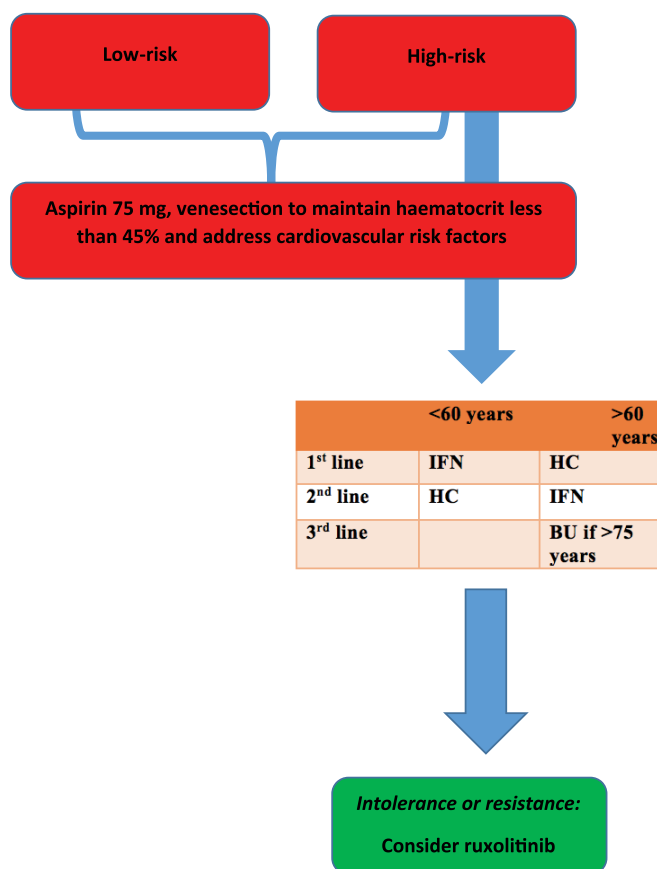 Low-risk
High-risk
Aspirin 75 mg, venesection to maintain haematocrit less
than 45% and address cardiovascular risk factors
<60 years >60
years
1st line IFN HC
2nd line HC IFN
3rd line BU if >75
years
Intolerance or resistance:
Consider ruxolitinib